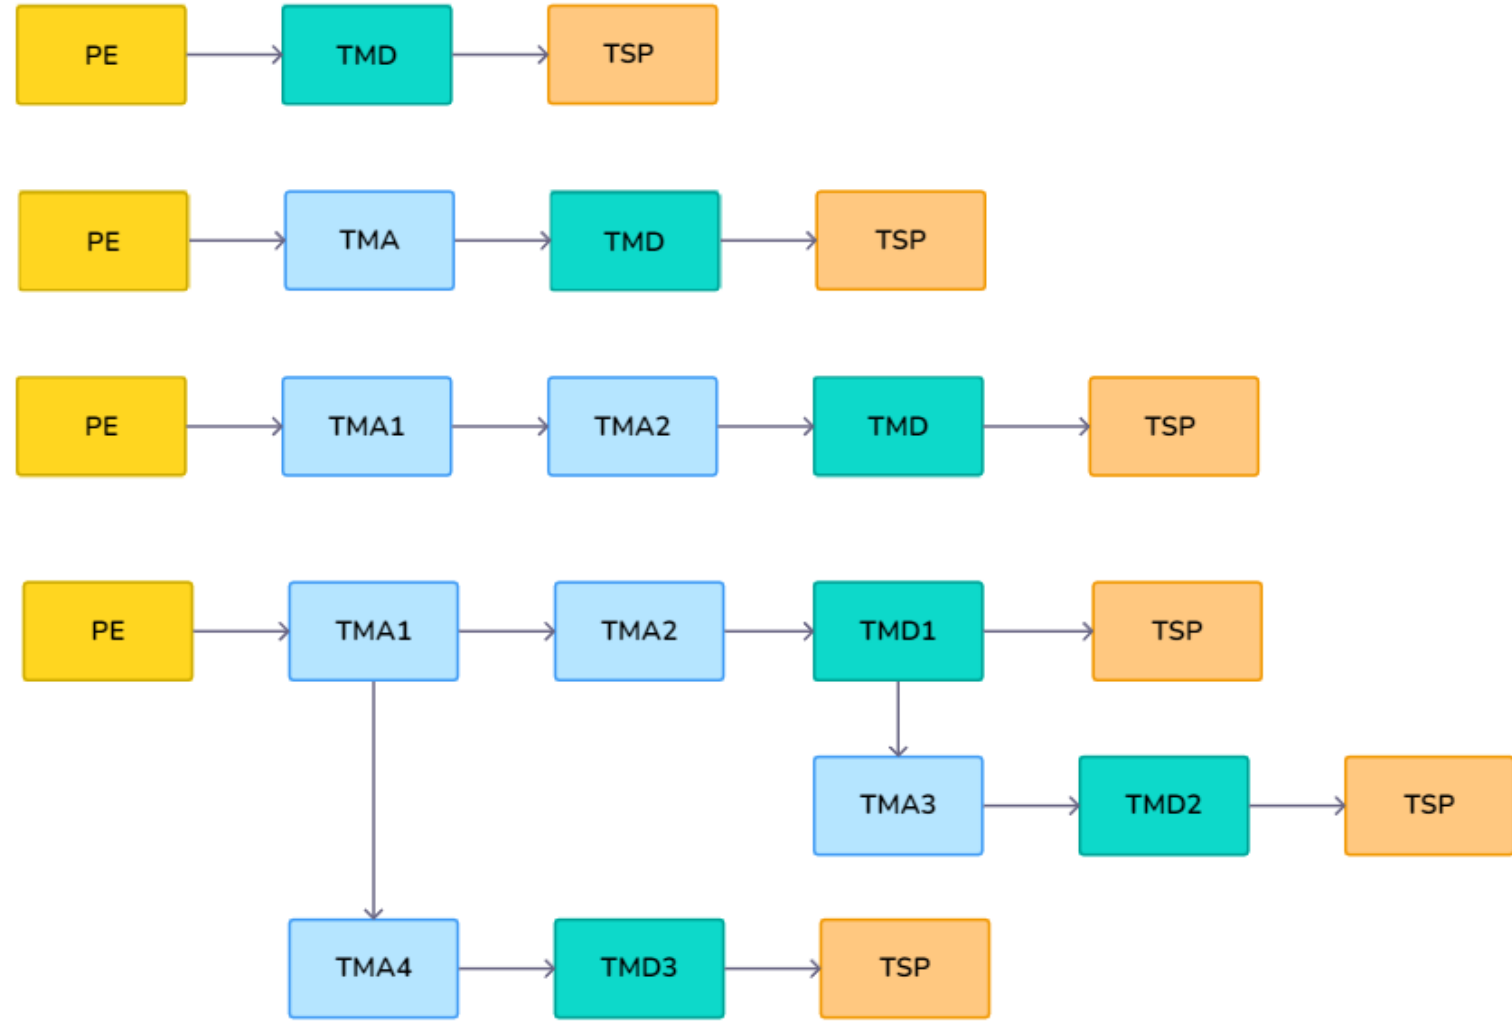 PE TMD TSP
PE TMA TMD TSP
PE TMA1 TMA2 TMD TSP
PE TMA1 TMA2 TMD1 TSP
TMA3 TMD2 TSP
TMA4 TMD3 TSP